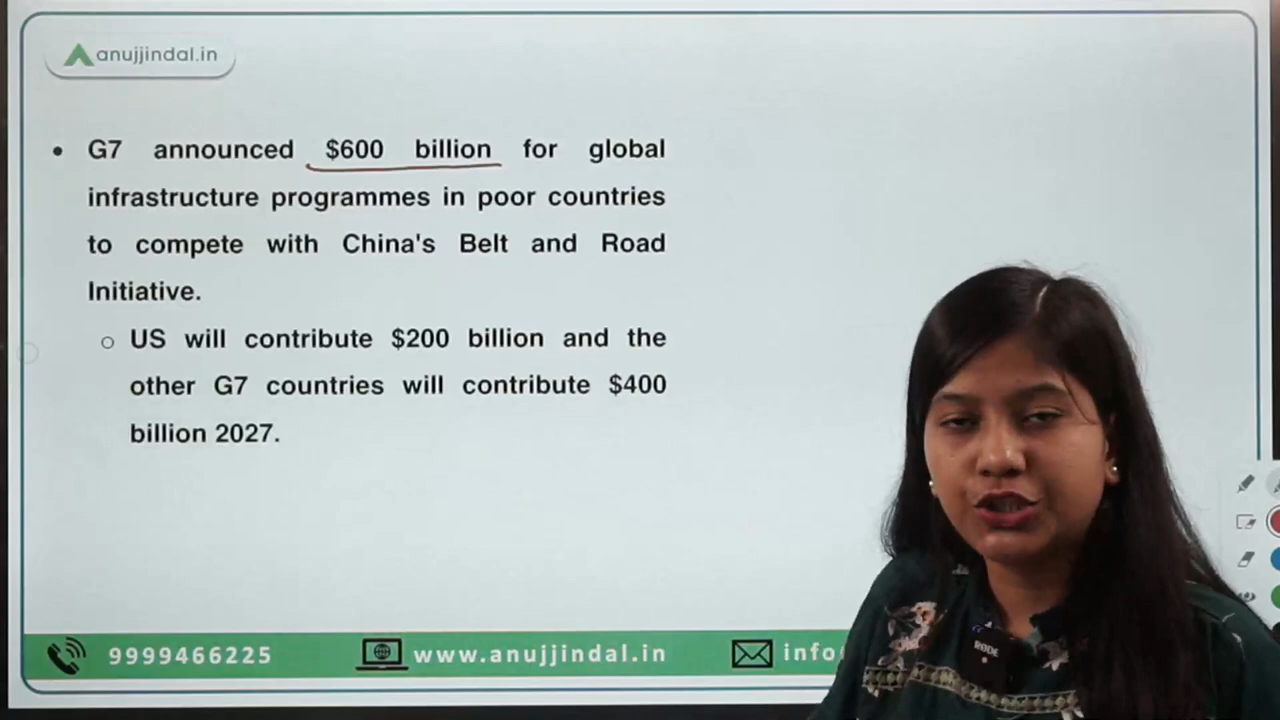 anujjindal.in
• G7 announced $600 billion for global
infrastructure programmes in poor countries
to compete with China's Belt and Road
Initiative.
○ US will contribute $200 billion and the
other G7 countries will contribute $400
billion 2027.
9999466225 www.anujjindal.in info
RØDE